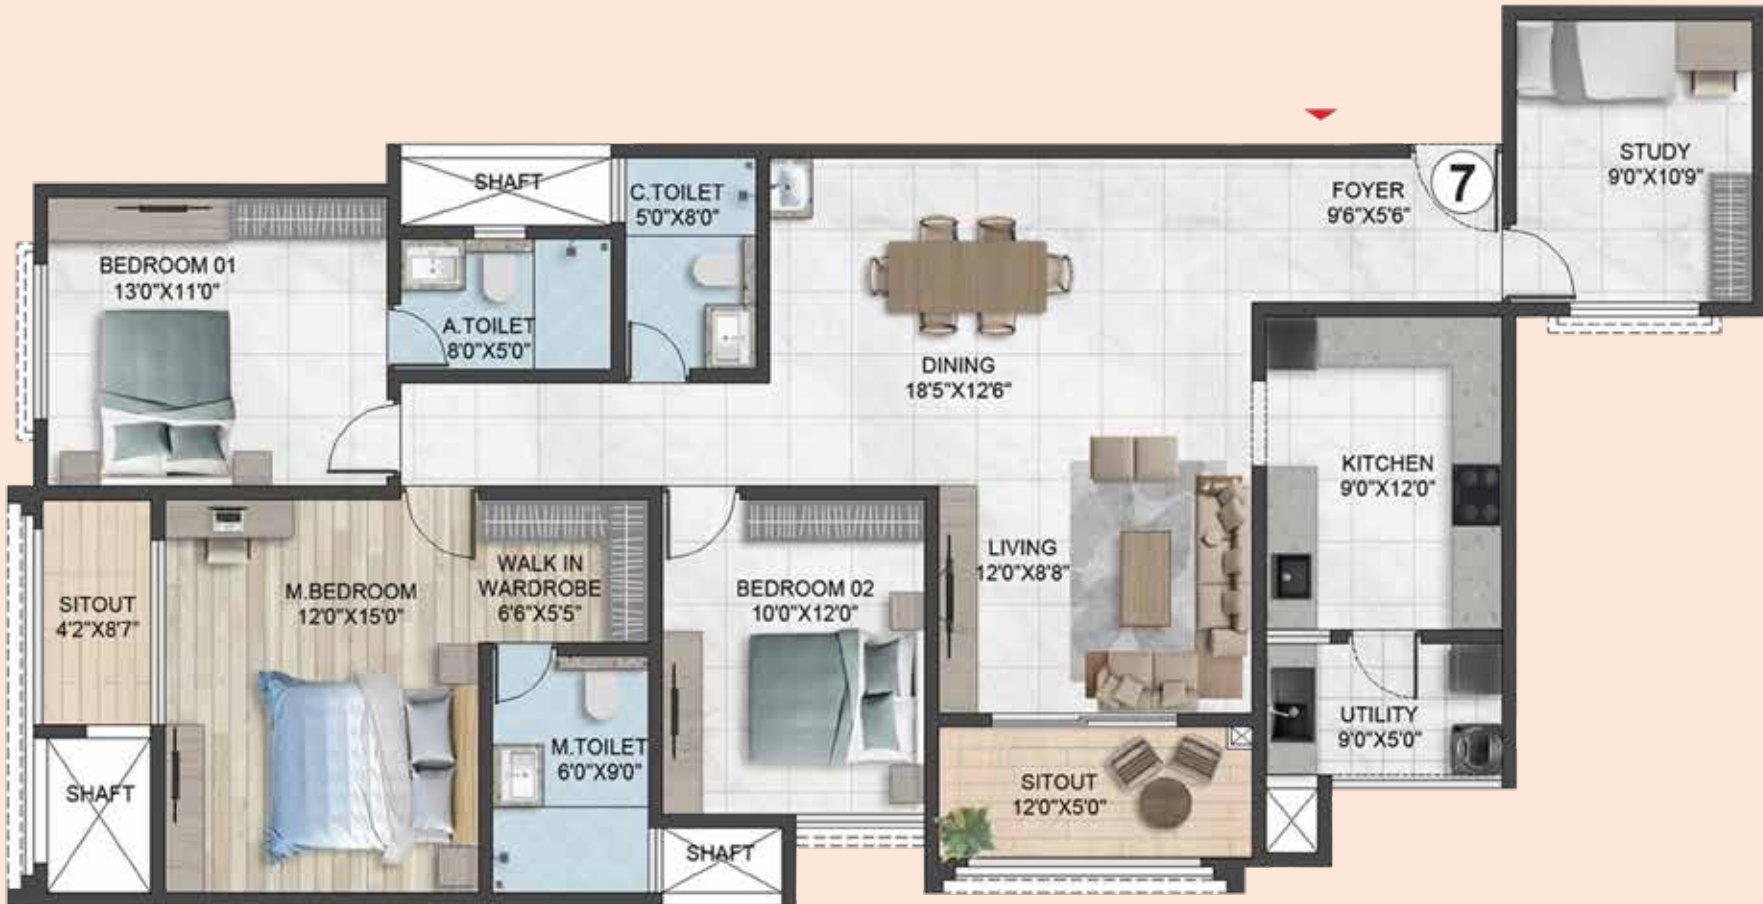 STUDY
9'0"X10'9"
7
FOYER
9'6"X5'6"
SHAFT
C.TOILET
5'0"X8'0"
BEDROOM 01
13'0"X11'0"
A.TOILET
8'0"X5'0"
DINING
18'5"X12'6"
KITCHEN
9'0"X12'0"
LIVING
12'0"X8'8"
WALK IN
WARDROBE
6'6"X5'5"
M.BEDROOM
12'0"X15'0"
BEDROOM 02
10'0"X12'0"
SITOUT
4'2"X8'7"
UTILITY
9'0"X5'0"
M.TOILET
6'0"X9'0"
SITOUT
12'0"X5'0"
SHAFT
SHAFT